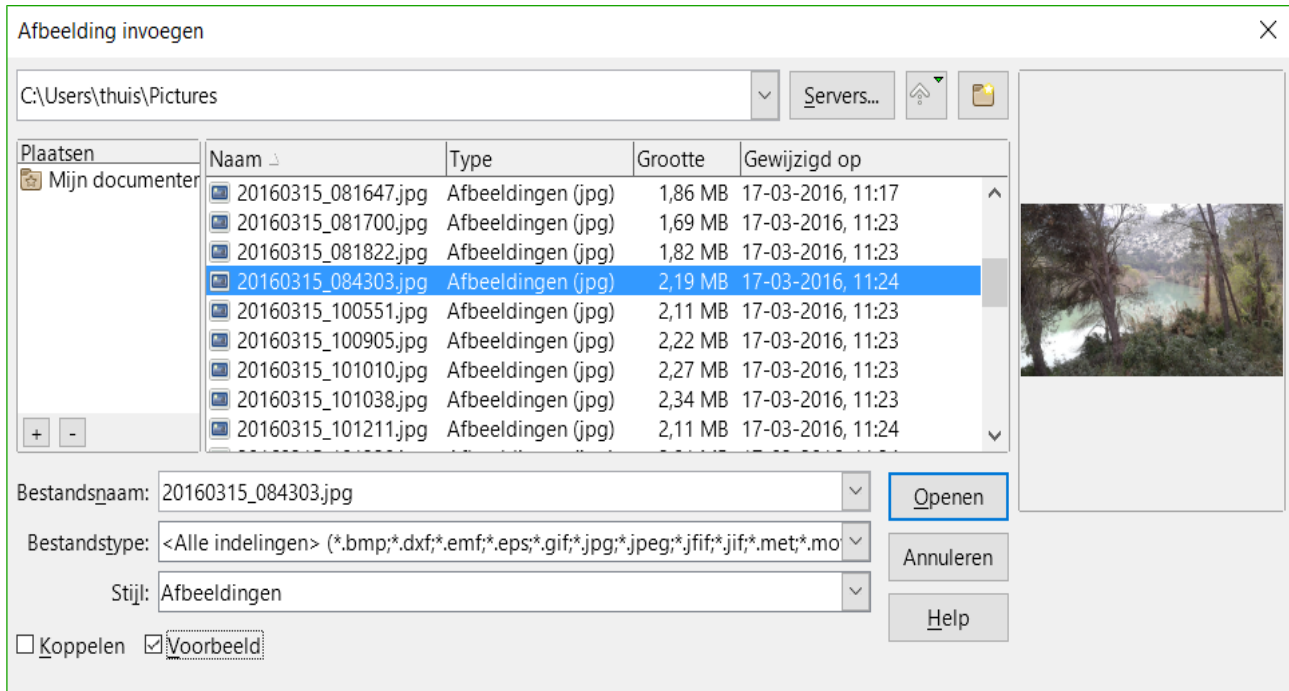 Afbeelding invoegen
C:\Users\thuis\Pictures
Servers...
Plaatsen
Mijn documenter
Naam Type Grootte Gewijzigd op
20160315_081647.jpg Afbeeldingen (jpg) 1,86 MB 17-03-2016, 11:17
20160315_081700.jpg Afbeeldingen (jpg) 1,69 MB 17-03-2016, 11:23
20160315_081822.jpg Afbeeldingen (jpg) 1,82 MB 17-03-2016, 11:23
20160315_084303.jpg Afbeeldingen (jpg) 2,19 MB 17-03-2016, 11:24
20160315_100551.jpg Afbeeldingen (jpg) 2,11 MB 17-03-2016, 11:23
20160315_100905.jpg Afbeeldingen (jpg) 2,22 MB 17-03-2016, 11:23
20160315_101010.jpg Afbeeldingen (jpg) 2,27 MB 17-03-2016, 11:23
20160315_101038.jpg Afbeeldingen (jpg) 2,34 MB 17-03-2016, 11:23
20160315_101211.jpg Afbeeldingen (jpg) 2,11 MB 17-03-2016, 11:24
+ -
Bestandsnaam: 20160315_084303.jpg
Openen
Bestandstype: <Alle indelingen> (*.bmp;*.dxf;*.emf;*.eps;*.gif;*.jpg;*.jpeg;*.jfif;*.jif;*.met;*.mo
Annuleren
Stijl: Afbeeldingen
Help
Koppelen Voorbeeld